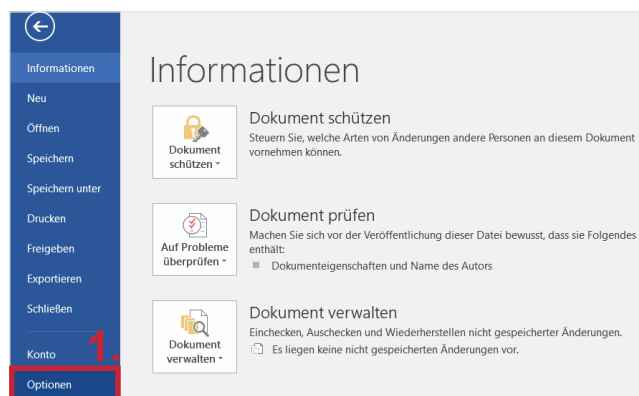 Informationen
Neu
Öffnen
Speichern
Speichern unter
Drucken
Freigeben
Exportieren
Schließen
Konto
1.
Optionen
Informationen
Dokument schützen
Dokument schützen
Steuern Sie, welche Arten von Änderungen andere Personen an diesem Dokument
vornehmen können.
Auf Probleme
überprüfen
Dokument prüfen
Machen Sie sich vor der Veröffentlichung dieser Datei bewusst, dass sie Folgendes
enthält:
Dokumenteigenschaften und Name des Autors
Dokument
verwalten
Dokument verwalten
Einchecken, Auschecken und Wiederherstellen nicht gespeicherter Änderungen.
Es liegen keine nicht gespeicherten Änderungen vor.